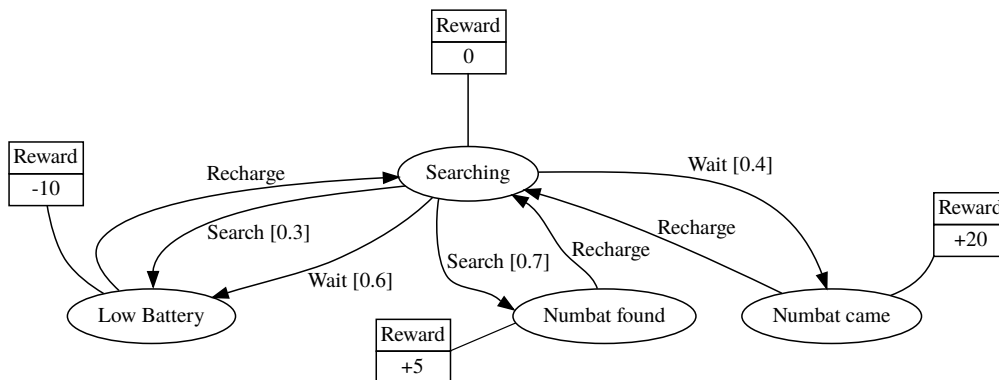 Reward
0
Searching
Wait [0.4]
Reward
-10
Recharge
Search [0.3]
Wait [0.6]
Search [0.7]
Recharge
Recharge
Reward
+20
Low Battery
Numbat found
Numbat came
Reward
+5